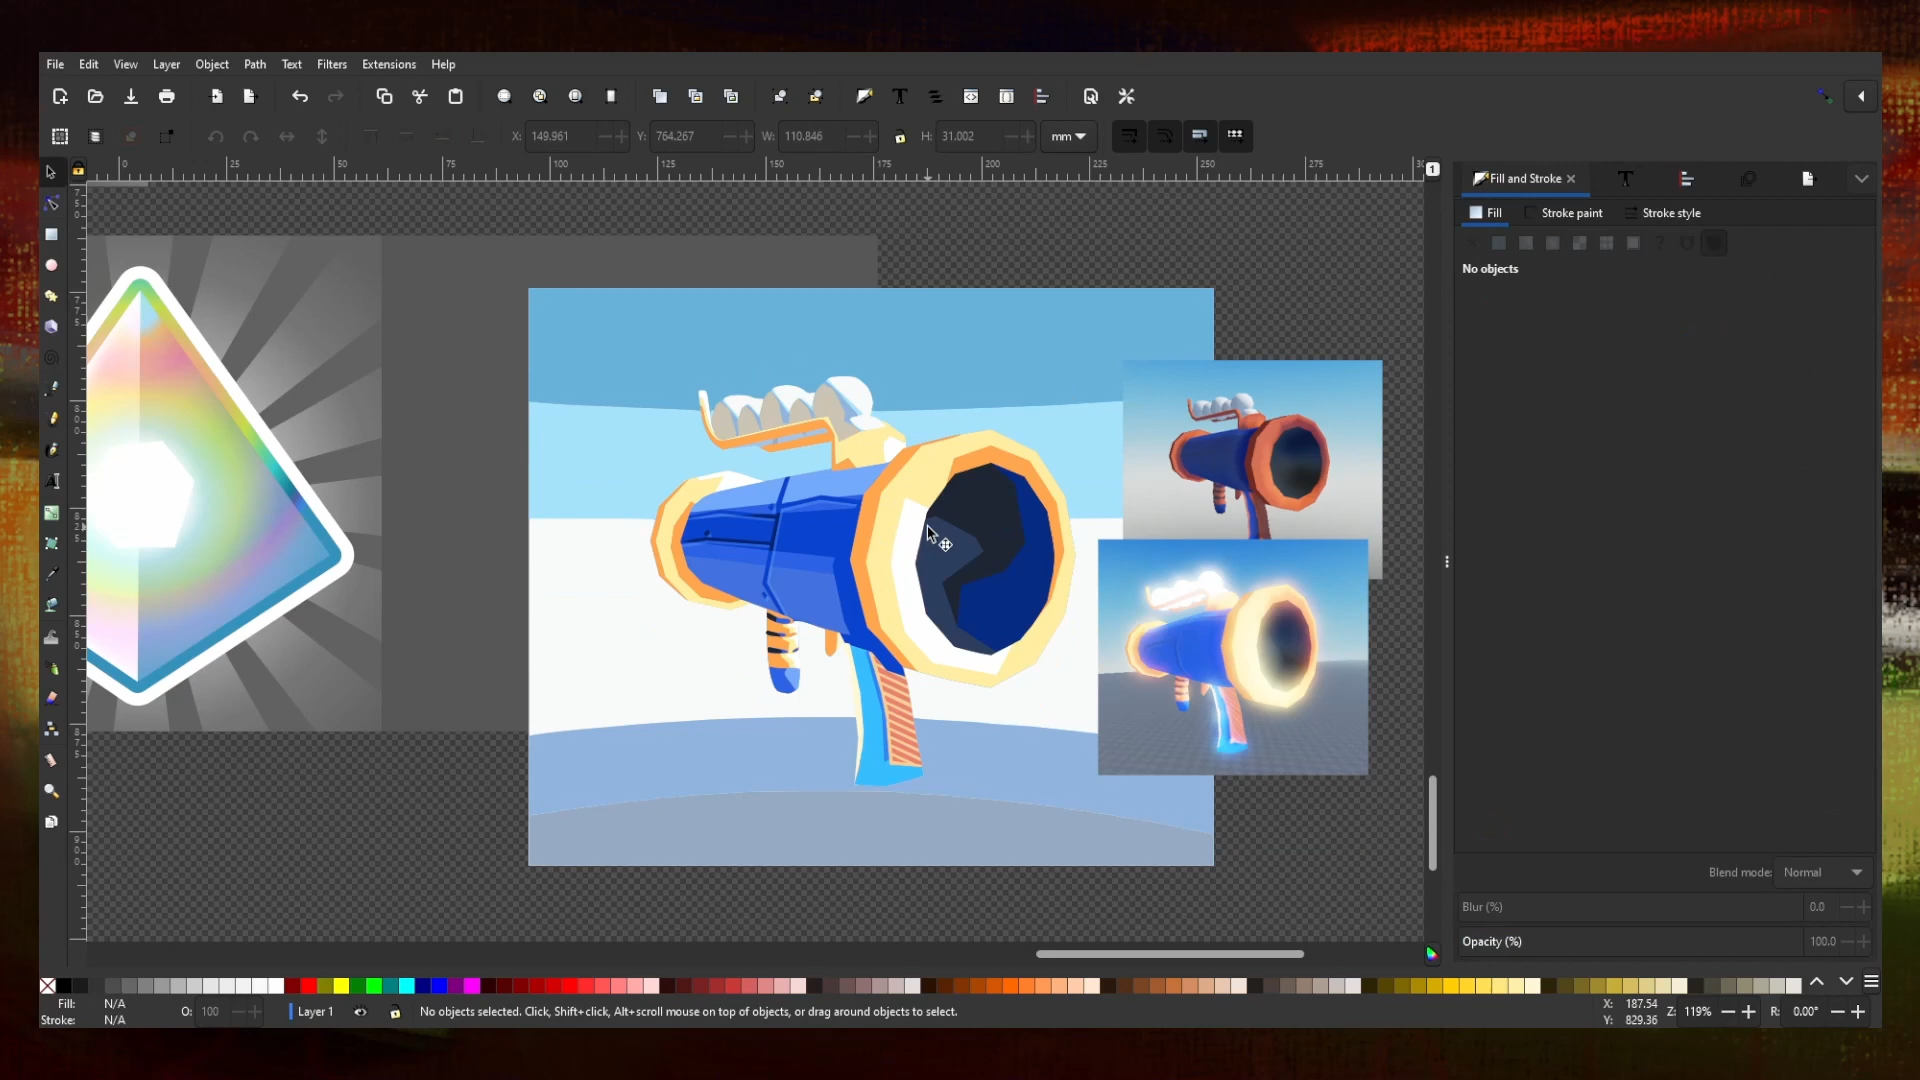 File Edit View Layer Object Path Text Filters Extensions Help
X: 149.961 Y: 764.267 W: 110.846 H: 31.002 mm
0 25 50 75 100 125 150 175 200 225 250 275
1
Fill and Stroke
Fill Stroke paint Stroke style
No objects
Blend mode: Normal
Blur (%) 0.0
Opacity (%) 100.0
Fill: N/A
Stroke: N/A
O: 100
Layer 1
No objects selected. Click, Shift+click, Alt+scroll mouse on top of objects, or drag around objects to select.
X: 187.54
Y: 829.36
Z: 119%
R: 0.00°